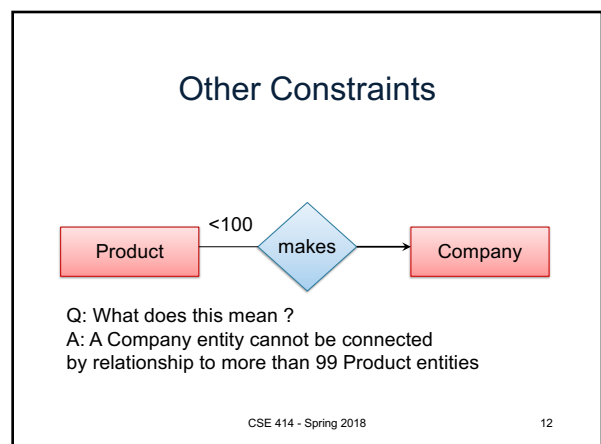 Other Constraints
<100
Product
makes
Company
Q: What does this mean ?
A: A Company entity cannot be connected
by relationship to more than 99 Product entities
CSE 414 - Spring 2018
12